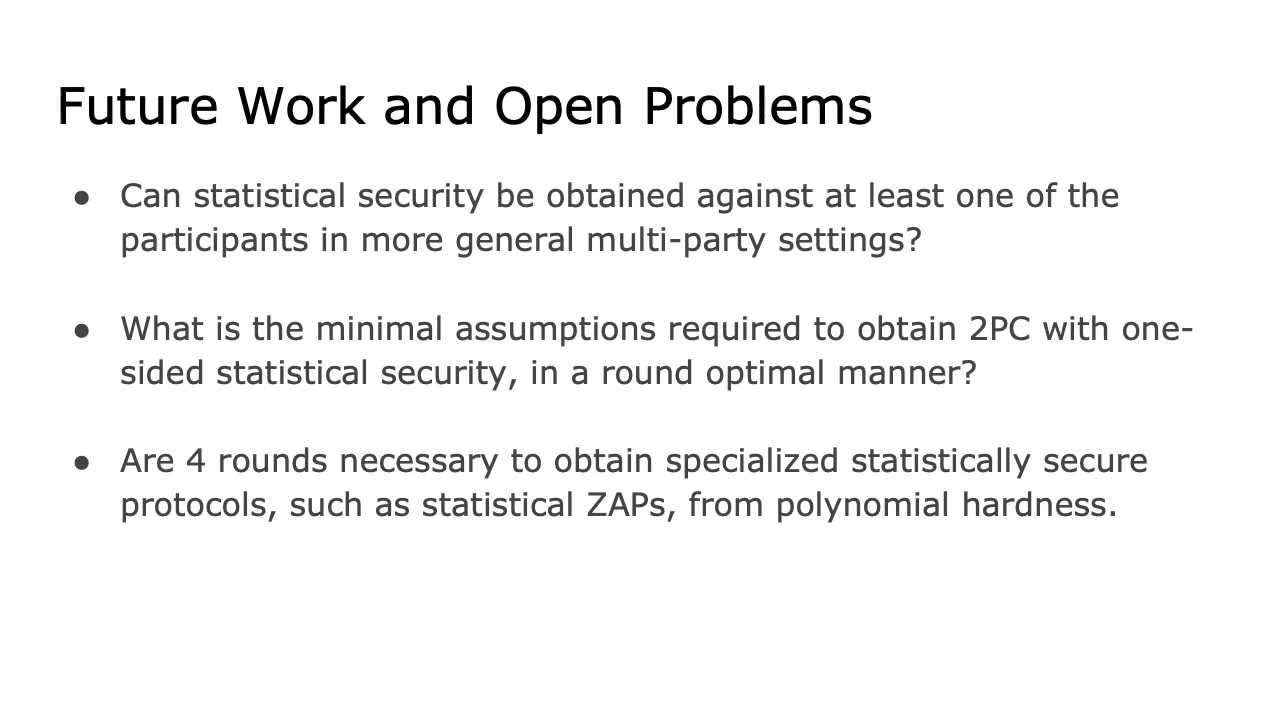 Future Work and Open Problems
● Can statistical security be obtained against at least one of the
participants in more general multi-party settings?
● What is the minimal assumptions required to obtain 2PC with one-
sided statistical security, in a round optimal manner?
● Are 4 rounds necessary to obtain specialized statistically secure
protocols, such as statistical ZAPs, from polynomial hardness.